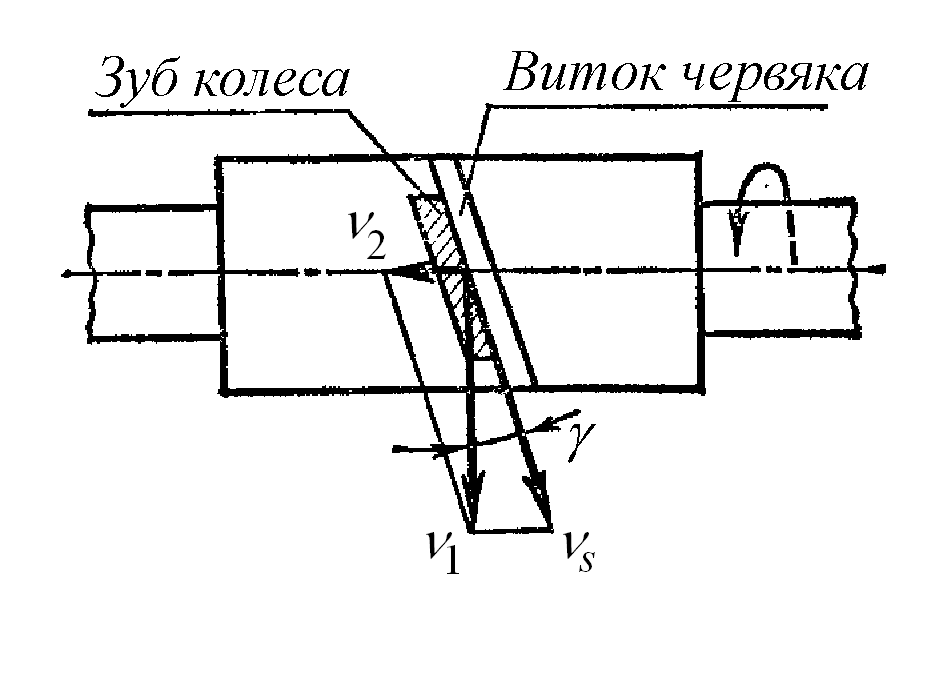 Зуб колеса
Виток червяка
v2
γ
v1
vs